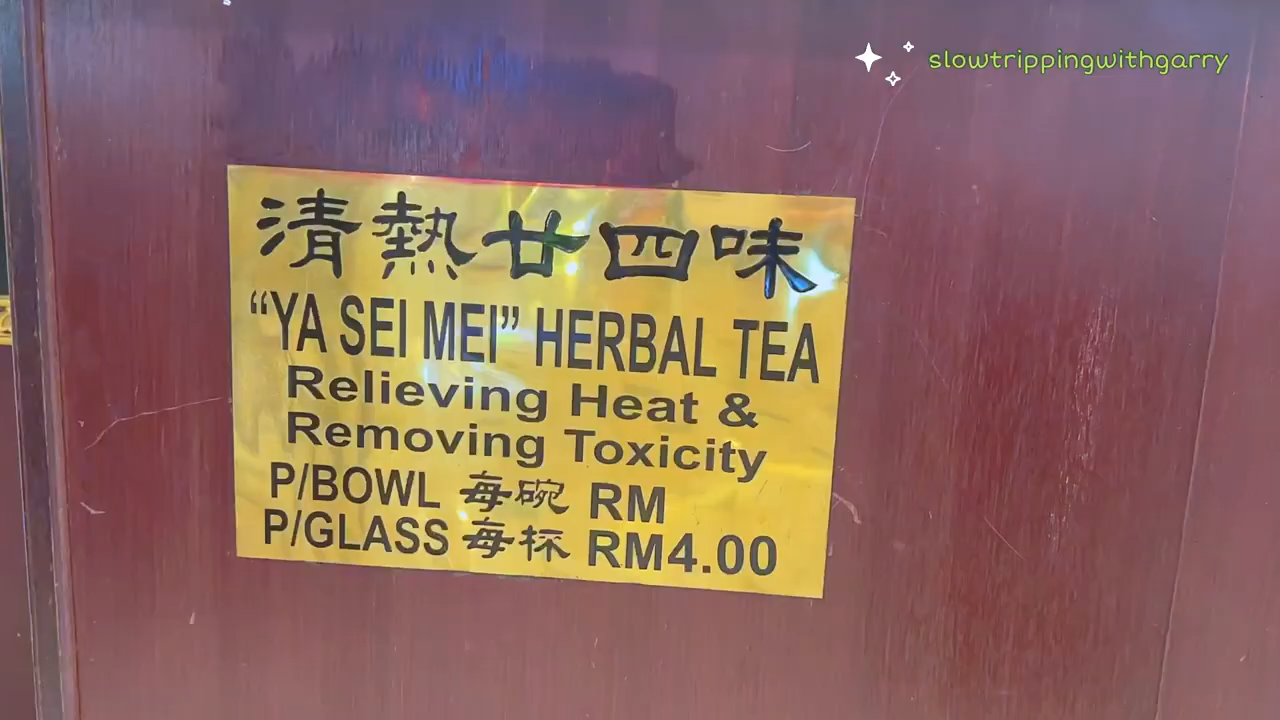 slowtrippingwithgarry
清熱廿四味
“YA SEI MEI” HERBAL TEA
Relieving Heat &
Removing Toxicity
P/BOWL 每碗 RM
P/GLASS 每杯 RM4.00